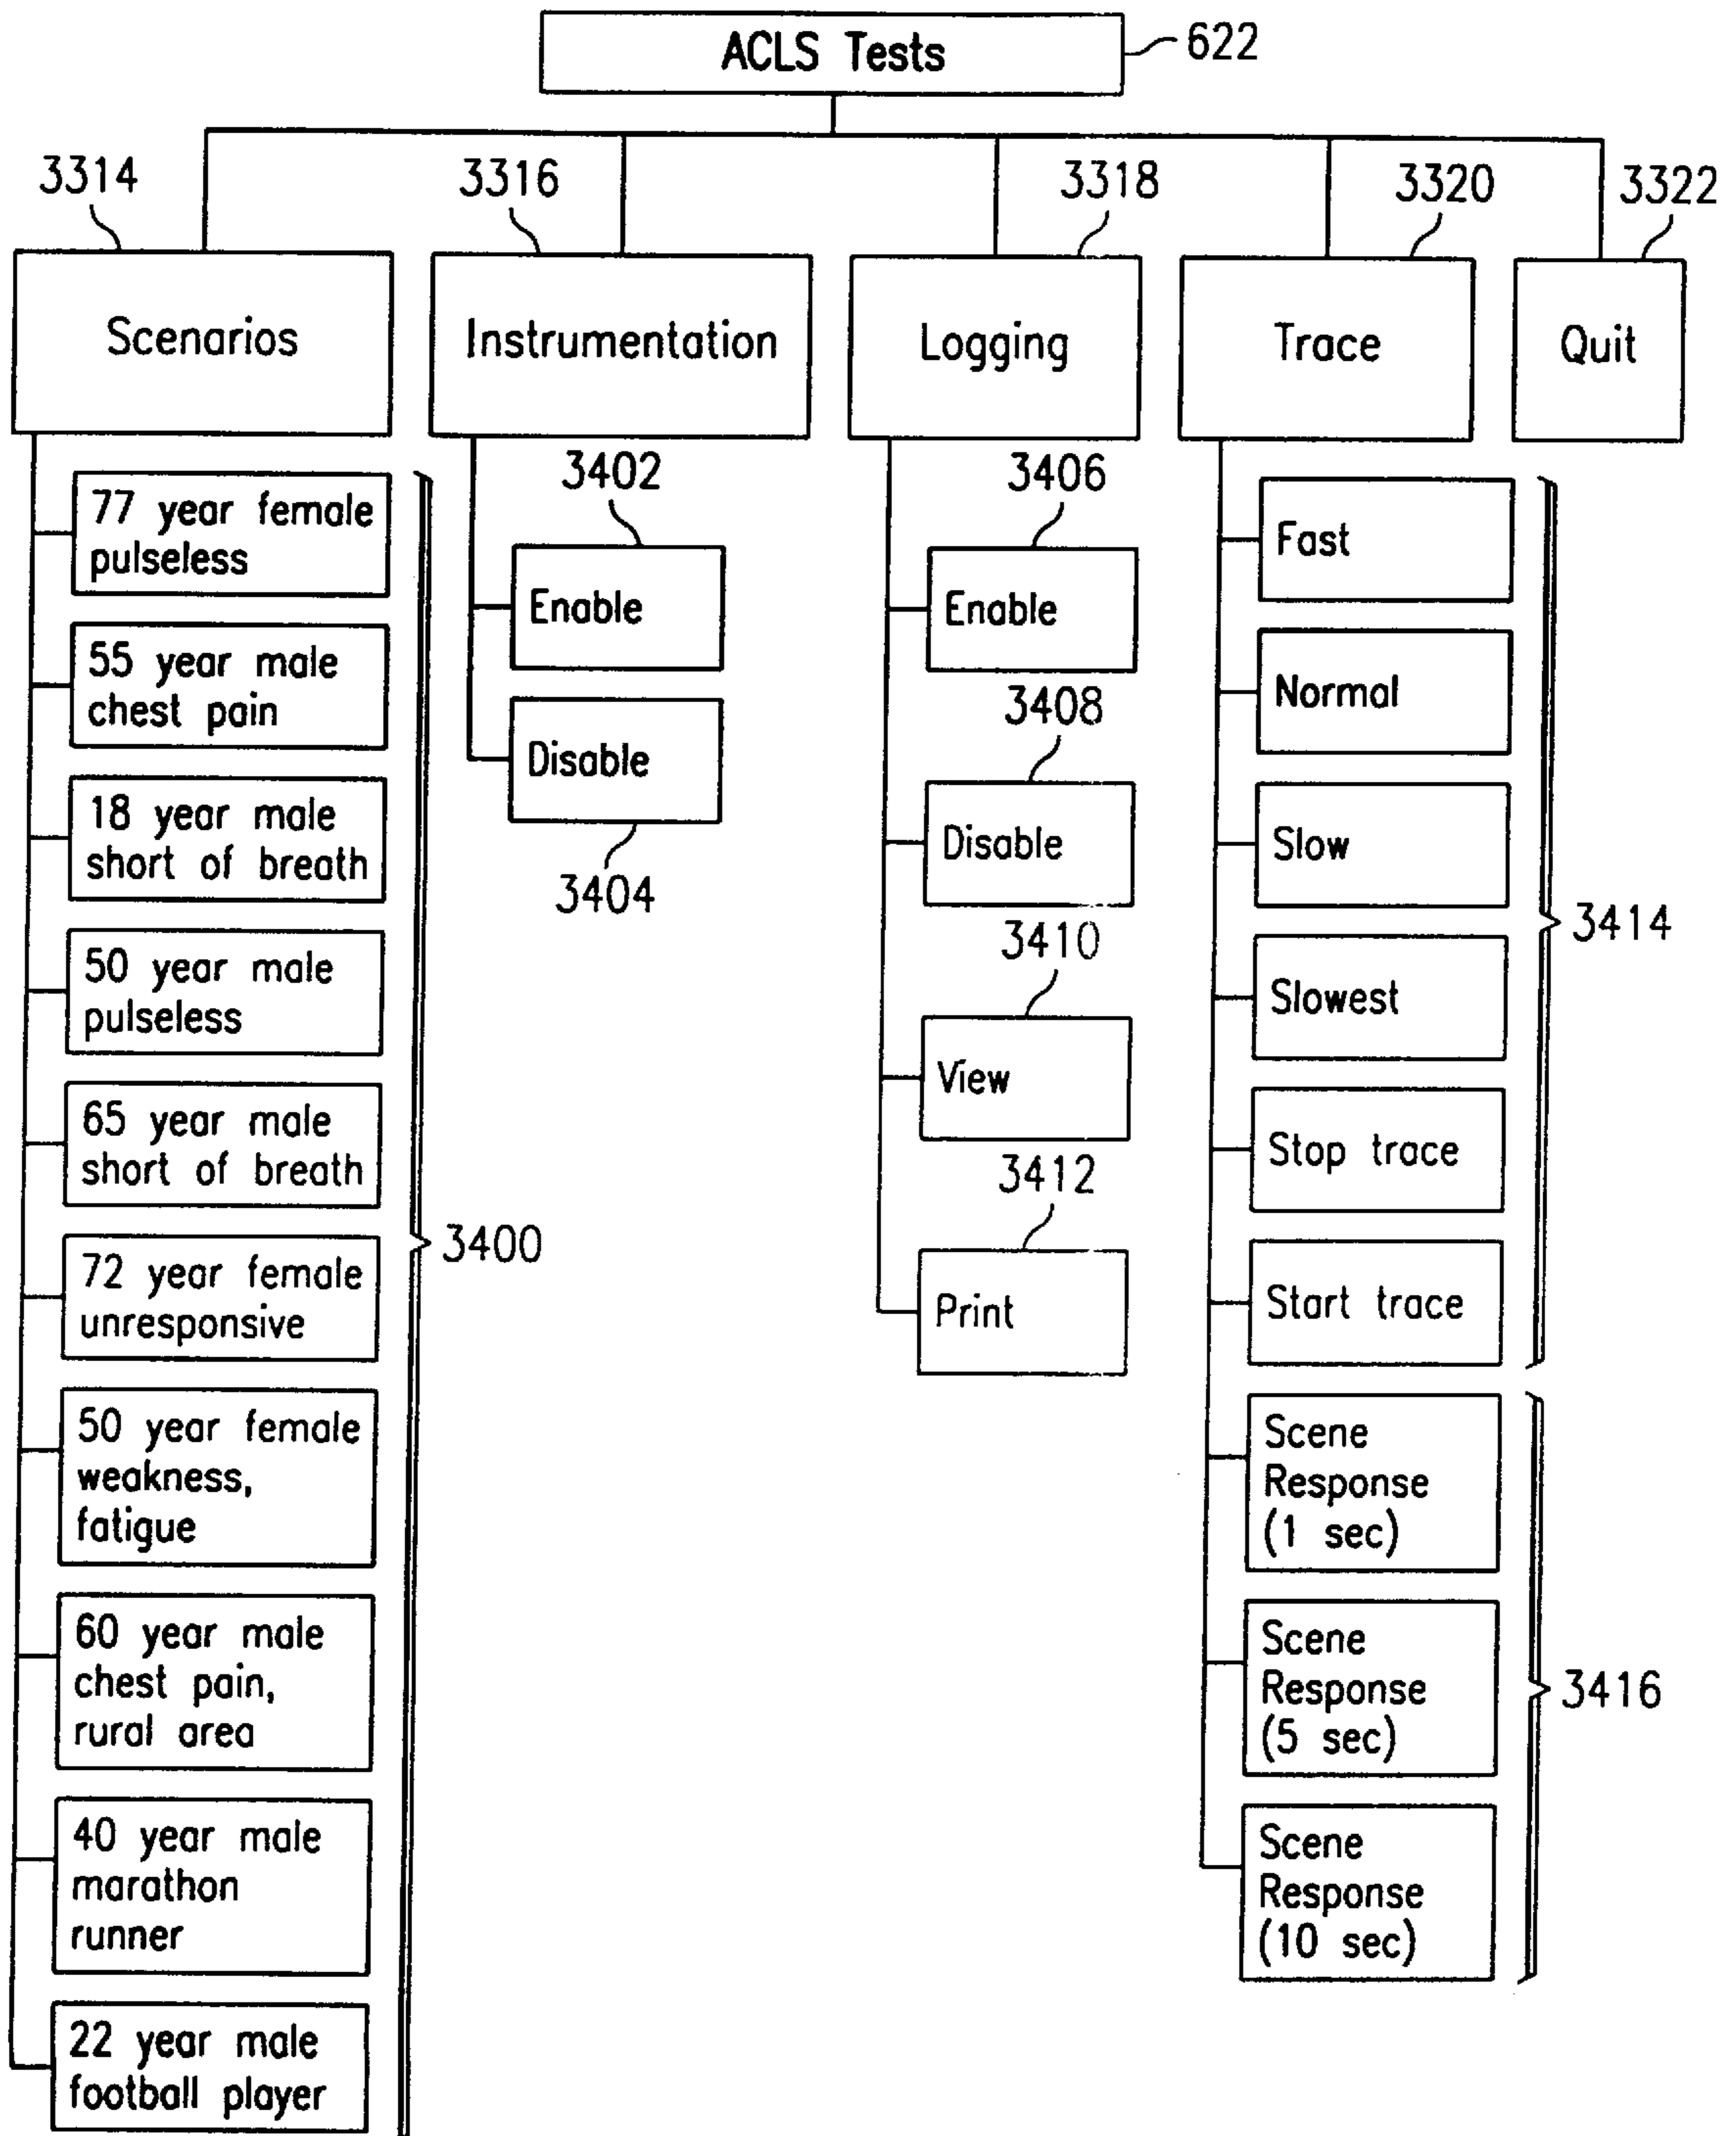 ACLS Tests
622
3314
3316
3318
3320
3322
Scenarios
Instrumentation
Logging
Trace
Quit
77 year female
pulseless
55 year male
chest pain
18 year male
short of breath
50 year male
pulseless
65 year male
short of breath
72 year female
unresponsive
50 year female
weakness,
fatigue
60 year male
chest pain,
rural area
40 year male
marathon
runner
22 year male
football player
3400
3402
Enable
Disable
3404
3406
Enable
3408
Disable
3410
View
3412
Print
Fast
Normal
Slow
Slowest
Stop trace
Start trace
3414
Scene
Response
(1 sec)
Scene
Response
(5 sec)
Scene
Response
(10 sec)
3416